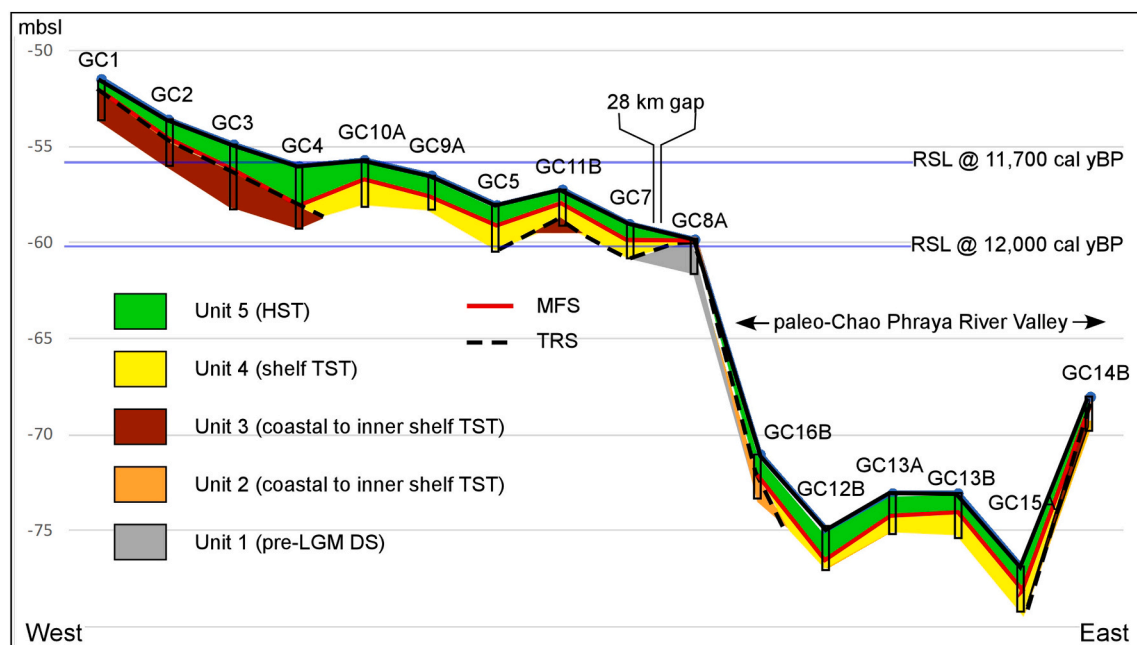 mbsl
-50
GC1
GC2
GC3
GC4
GC10A
GC9A
GC5
GC11B
28 km gap
GC7
GC8A
-55
RSL @ 11,700 cal yBP
-60
RSL @ 12,000 cal yBP
Unit 5 (HST)
MFS
-65
paleo-Chao Phraya River Valley
TRS
Unit 4 (shelf TST)
GC14B
Unit 3 (coastal to inner shelf TST)
-70
GC16B
GC13A
GC13B
GC12B
GC15A
Unit 2 (coastal to inner shelf TST)
-75
Unit 1 (pre-LGM DS)
West
East